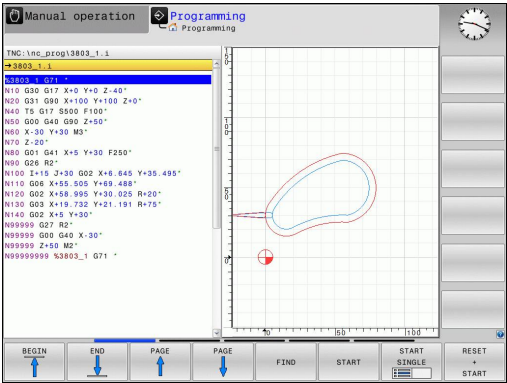 Manual operation
Programming
Programming
TNC:\nc_prog\3803_1.i
→3803_1.i
%3803_1 G71 *
N10 G30 G17 X+0 Y+0 Z-40*
N20 G31 G90 X+100 Y+100 Z+0*
N40 T5 G17 S500 F100*
N50 G00 G40 G90 Z+50*
N60 X-30 Y+30 M3*
N70 Z-20*
N80 G01 G41 X+5 Y+30 F250*
N90 G26 R2*
N100 I+15 J+30 G02 X+6.645 Y+35.495*
N110 G06 X+55.505 Y+69.488*
N120 G02 X+58.995 Y+30.025 R+20*
N130 G03 X+19.732 Y+21.191 R+75*
N140 G02 X+5 Y+30*
N99999 G27 R2*
N99999 G00 G40 X-30*
N99999 Z+50 M2*
N99999999 %3803_1 G71 *
150
100
50
0
0
50
100
BEGIN
END
PAGE
PAGE
FIND
START
START SINGLE
RESET + START